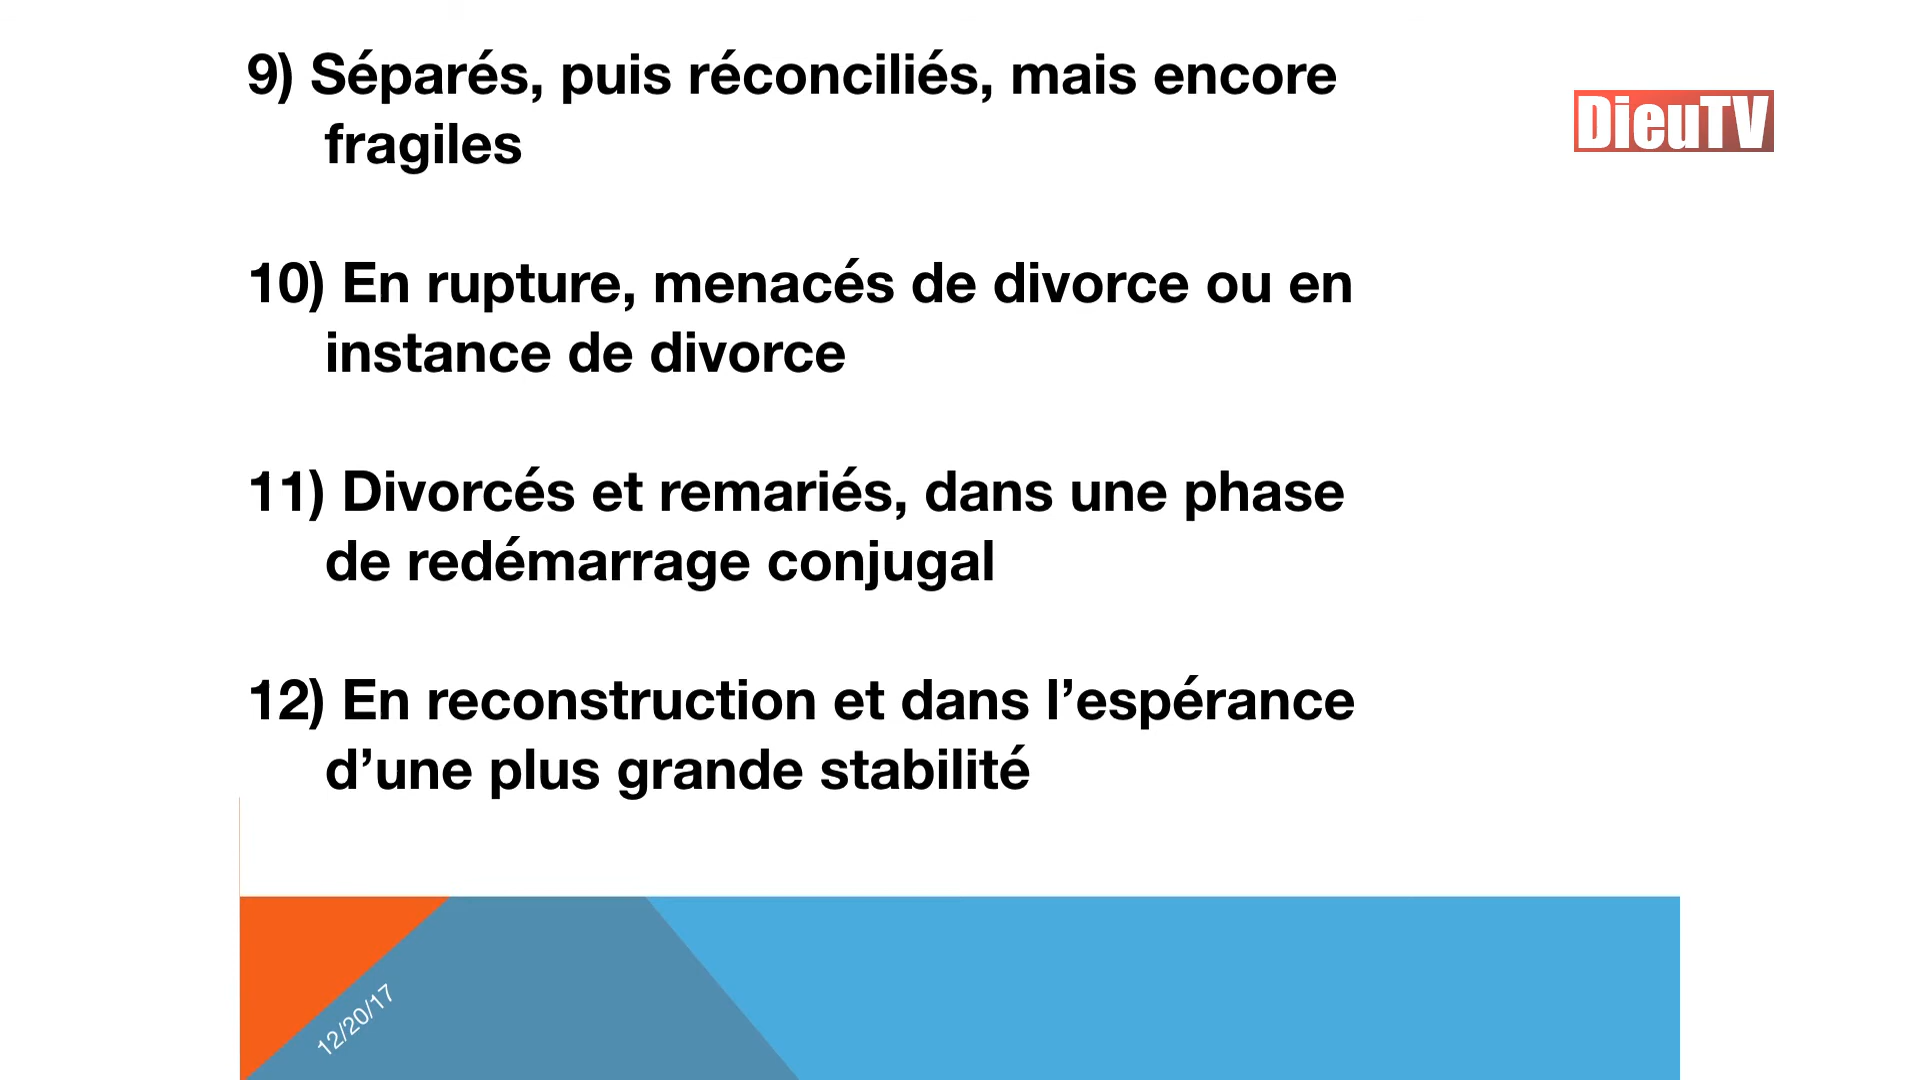 9) Séparés, puis réconciliés, mais encore
fragiles
DieuTV
10) En rupture, menacés de divorce ou en
instance de divorce
11) Divorcés et remariés, dans une phase
de redémarrage conjugal
12) En reconstruction et dans l’espérance
d’une plus grande stabilité
12/20/17